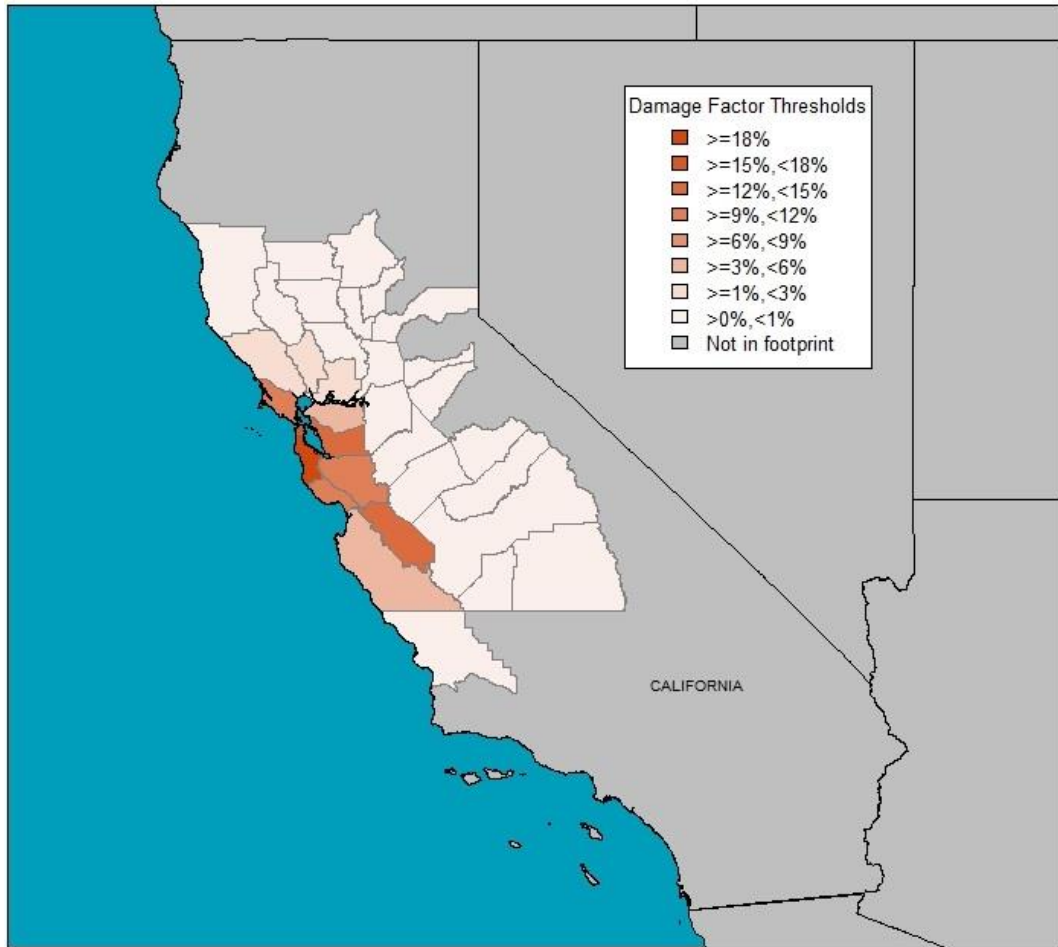 Damage Factor Thresholds
>=18%
>=15%,<18%
>=12%,<15%
>=9%,<12%
>=6%,<9%
>=3%,<6%
>=1%,<3%
>0%,<1%
Not in footprint
CALIFORNIA